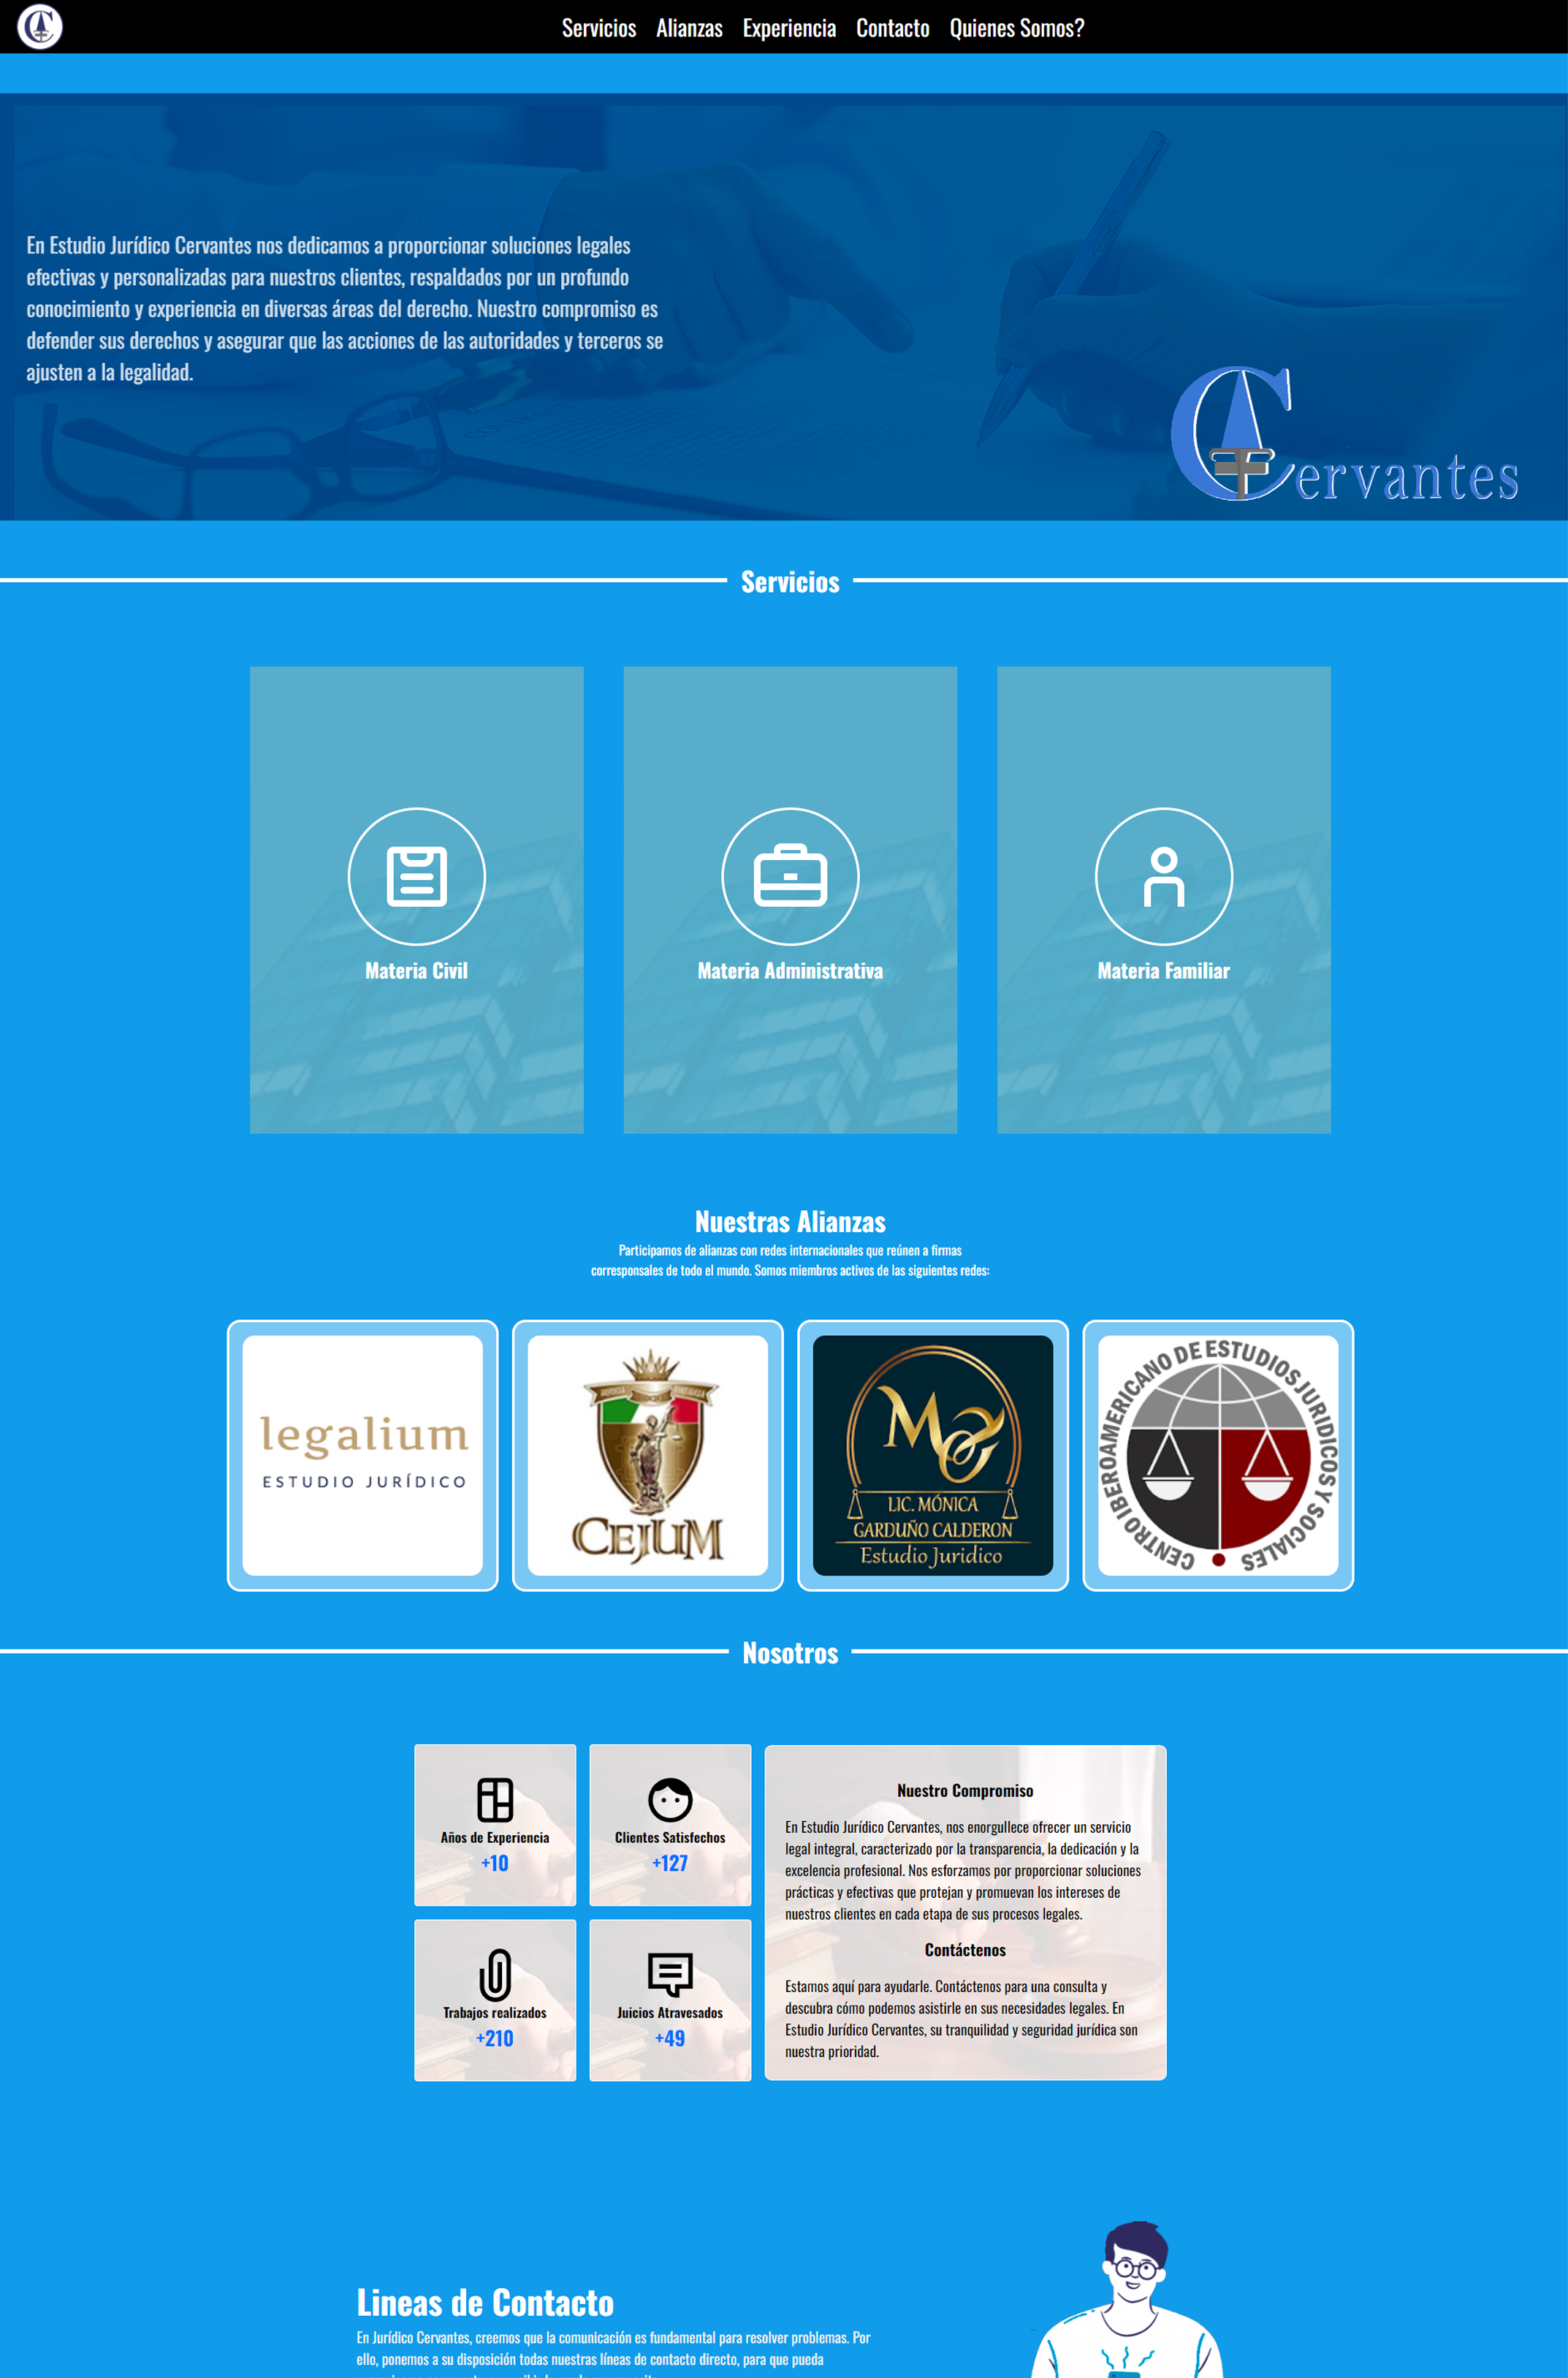 Servicios Alianzas Experiencia Contacto Quienes Somos?
En Estudio Jurídico Cervantes nos dedicamos a proporcionar soluciones legales
efectivas y personalizadas para nuestros clientes, respaldados por un profundo
conocimiento y experiencia en diversas áreas del derecho. Nuestro compromiso es
defender sus derechos y asegurar que las acciones de las autoridades y terceros se
ajusten a la legalidad.
Cervantes
Servicios
Materia Civil
Materia Administrativa
Materia Familiar
Nuestras Alianzas
Participamos de alianzas con redes internacionales que reúnen a firmas
corresponsales de todo el mundo. Somos miembros activos de las siguientes redes:
legalium
ESTUDIO JURÍDICO
CEJUM
LIC. MÓNICA
GARDUÑO CALDERON
Estudio Juridico
CENTRO IBEROAMERICANO DE ESTUDIOS JURIDICOS Y SOCIALES
Nosotros
Años de Experiencia
+10
Clientes Satisfechos
+127
Trabajos realizados
+210
Juicios Atravesados
+49
Nuestro Compromiso
En Estudio Jurídico Cervantes, nos enorgullece ofrecer un servicio
legal integral, caracterizado por la transparencia, la dedicación y la
excelencia profesional. Nos esforzamos por proporcionar soluciones
prácticas y efectivas que protejan y promuevan los intereses de
nuestros clientes en cada etapa de sus procesos legales.
Contáctenos
Estamos aquí para ayudarle. Contáctenos para una consulta y
descubra cómo podemos asistirle en sus necesidades legales. En
Estudio Jurídico Cervantes, su tranquilidad y seguridad jurídica son
nuestra prioridad.
Lineas de Contacto
En Jurídico Cervantes, creemos que la comunicación es fundamental para resolver problemas. Por
ello, ponemos a su disposición todas nuestras líneas de contacto directo, para que pueda